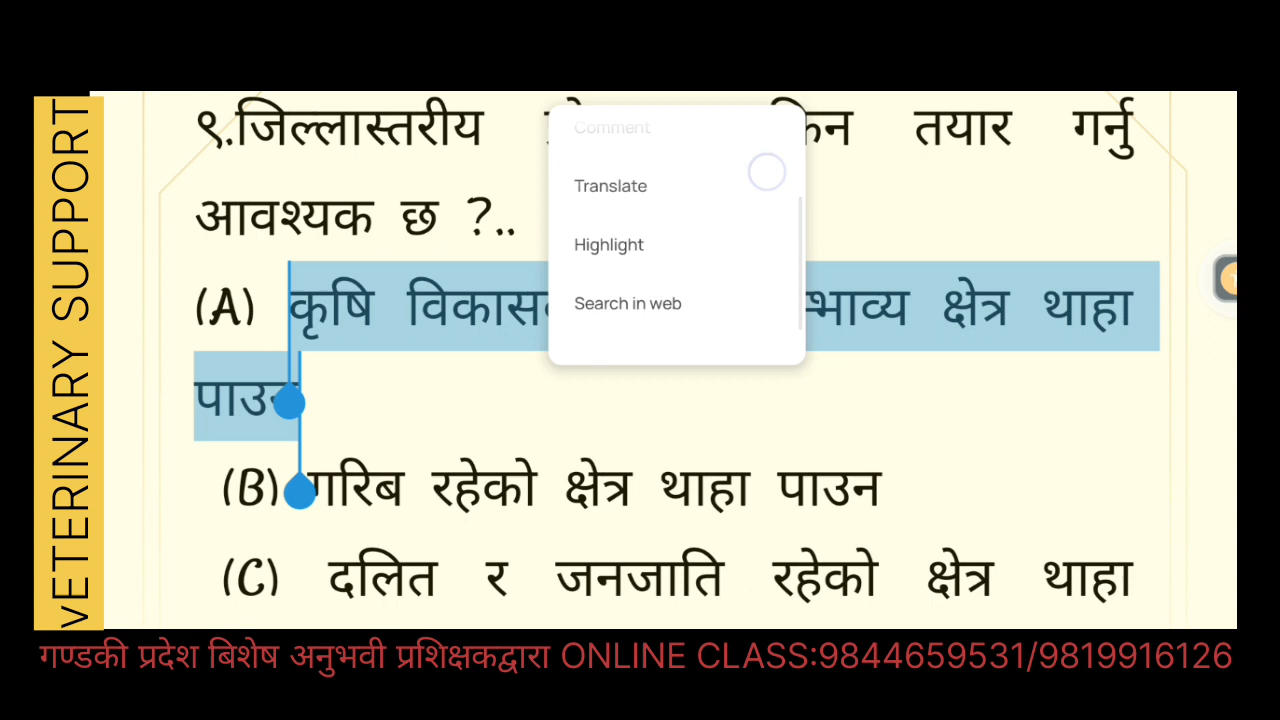 VETERINARY SUPPORT
९.जिल्लास्तरीय तयार गर्नु
आवश्यक छ ?..
(A) कृषि क्षेत्र थाहा
पाउन
(B) गरिब रहेको क्षेत्र थाहा पाउन
(C) दलित र जनजाति रहेको क्षेत्र थाहा
Comment
Translate
Highlight
Search in web
गण्डकी प्रदेश बिशेष अनुभवी प्रशिक्षकद्वारा ONLINE CLASS:9844659531/9819916126